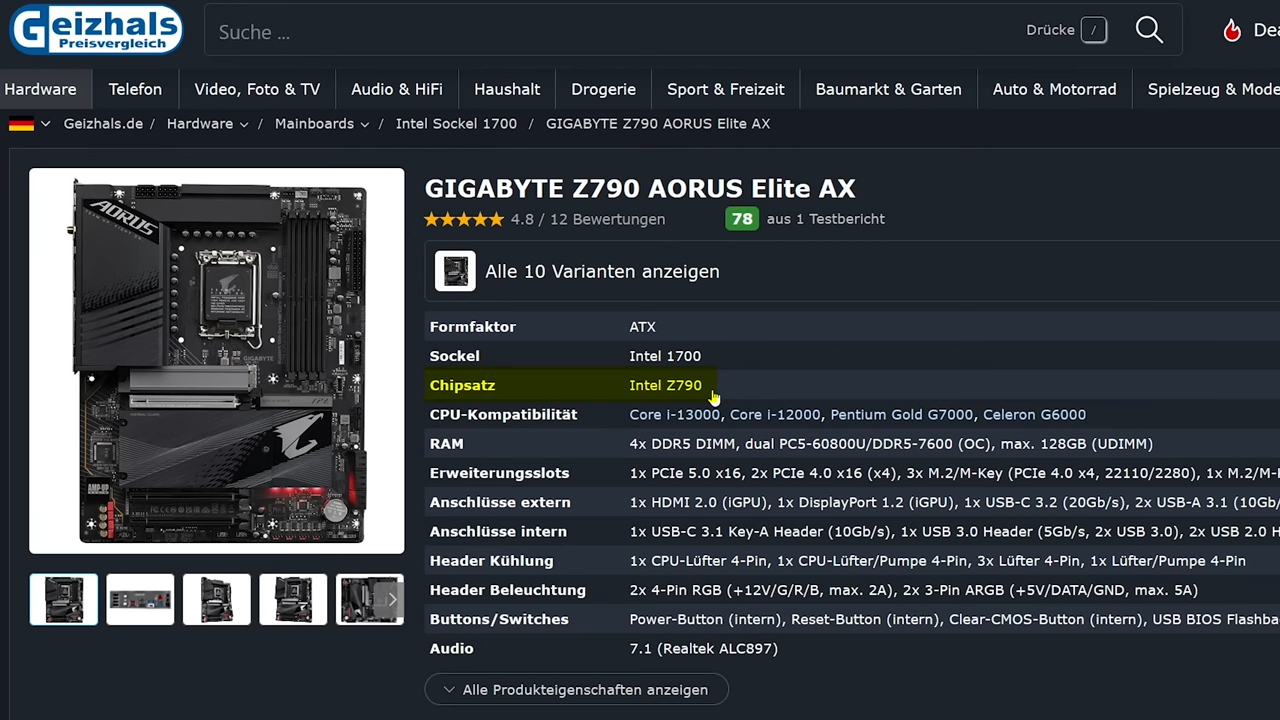 Geizhals
Preisvergleich
Suche ...
Drücke /
Dea
Hardware
Telefon
Video, Foto & TV
Audio & HiFi
Haushalt
Drogerie
Sport & Freizeit
Baumarkt & Garten
Auto & Motorrad
Spielzeug & Mode
Geizhals.de / Hardware / Mainboards / Intel Sockel 1700 / GIGABYTE Z790 AORUS Elite AX
AORUS
GIGABYTE
GIGABYTE Z790 AORUS Elite AX
4.8 / 12 Bewertungen
78 aus 1 Testbericht
Alle 10 Varianten anzeigen
Formfaktor ATX
Sockel Intel 1700
Chipsatz Intel Z790
CPU-Kompatibilität Core i-13000, Core i-12000, Pentium Gold G7000, Celeron G6000
RAM 4x DDR5 DIMM, dual PC5-60800U/DDR5-7600 (OC), max. 128GB (UDIMM)
Erweiterungsslots 1x PCIe 5.0 x16, 2x PCIe 4.0 x16 (x4), 3x M.2/M-Key (PCIe 4.0 x4, 22110/2280), 1x M.2/M-K
Anschlüsse extern 1x HDMI 2.0 (iGPU), 1x DisplayPort 1.2 (iGPU), 1x USB-C 3.2 (20Gb/s), 2x USB-A 3.1 (10Gb/
Anschlüsse intern 1x USB-C 3.1 Key-A Header (10Gb/s), 1x USB 3.0 Header (5Gb/s, 2x USB 3.0), 2x USB 2.0 H
Header Kühlung 1x CPU-Lüfter 4-Pin, 1x CPU-Lüfter/Pumpe 4-Pin, 3x Lüfter 4-Pin, 1x Lüfter/Pumpe 4-Pin
Header Beleuchtung 2x 4-Pin RGB (+12V/G/R/B, max. 2A), 2x 3-Pin ARGB (+5V/DATA/GND, max. 5A)
Buttons/Switches Power-Button (intern), Reset-Button (intern), Clear-CMOS-Button (intern), USB BIOS Flashba
Audio 7.1 (Realtek ALC897)
Alle Produkteigenschaften anzeigen